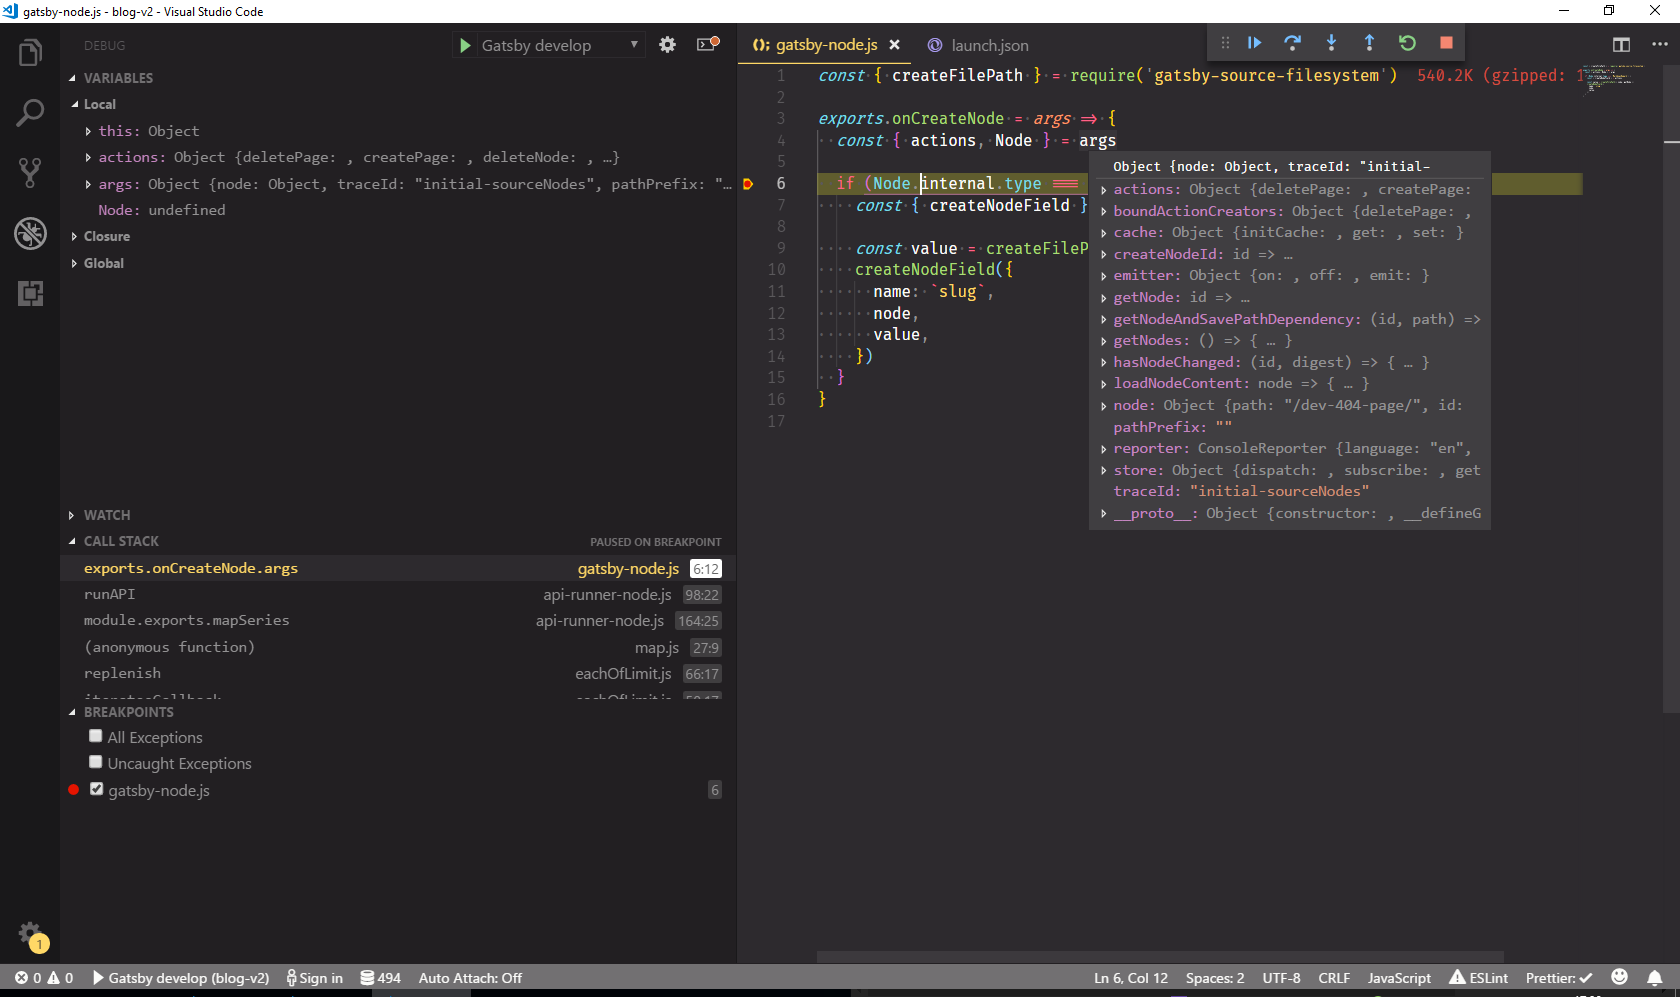 gatsby-node.js - blog-v2 - Visual Studio Code
DEBUG
Gatsby develop
VARIABLES
Local
this: Object
actions: Object {deletePage: , createPage: , deleteNode: , …}
args: Object {node: Object, traceId: "initial-sourceNodes", pathPrefix: "…
Node: undefined
Closure
Global
WATCH
CALL STACK
PAUSED ON BREAKPOINT
exports.onCreateNode.args gatsby-node.js 6:12
runAPI api-runner-node.js 98:22
module.exports.mapSeries api-runner-node.js 164:25
(anonymous function) map.js 27:9
replenish eachOfLimit.js 66:17
BREAKPOINTS
All Exceptions
Uncaught Exceptions
gatsby-node.js 6
1
gatsby-node.js
launch.json
1 const { createFilePath } = require('gatsby-source-filesystem') 540.2K (gzipped: 1
2
3 exports.onCreateNode = args => {
4 const { actions, Node } = args
5
6 if (Node.internal.type ===
7 const { createNodeField }
8
9 const value = createFileP
10 createNodeField({
11 name: `slug`,
12 node,
13 value,
14 })
15 }
16 }
17
Object {node: Object, traceId: "initial-
actions: Object {deletePage: , createPage:
boundActionCreators: Object {deletePage: ,
cache: Object {initCache: , get: , set: }
createNodeId: id => …
emitter: Object {on: , off: , emit: }
getNode: id => …
getNodeAndSavePathDependency: (id, path) =>
getNodes: () => { … }
hasNodeChanged: (id, digest) => { … }
loadNodeContent: node => { … }
node: Object {path: "/dev-404-page/", id:
pathPrefix: ""
reporter: ConsoleReporter {language: "en",
store: Object {dispatch: , subscribe: , get
traceId: "initial-sourceNodes"
__proto__: Object {constructor: , __defineG
0 0 Gatsby develop (blog-v2) Sign in 494 Auto Attach: Off
Ln 6, Col 12 Spaces: 2 UTF-8 CRLF JavaScript ESLint Prettier: ✓